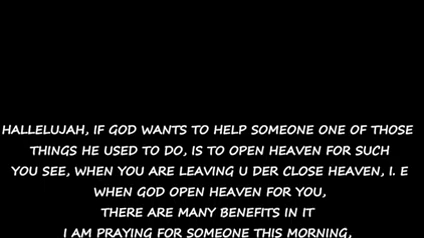 HALLELUJAH, IF GOD WANTS TO HELP SOMEONE ONE OF THOSE
THINGS HE USED TO DO, IS TO OPEN HEAVEN FOR SUCH
YOU SEE, WHEN YOU ARE LEAVING U DER CLOSE HEAVEN, I. E
WHEN GOD OPEN HEAVEN FOR YOU,
THERE ARE MANY BENEFITS IN IT
I AM PRAYING FOR SOMEONE THIS MORNING,